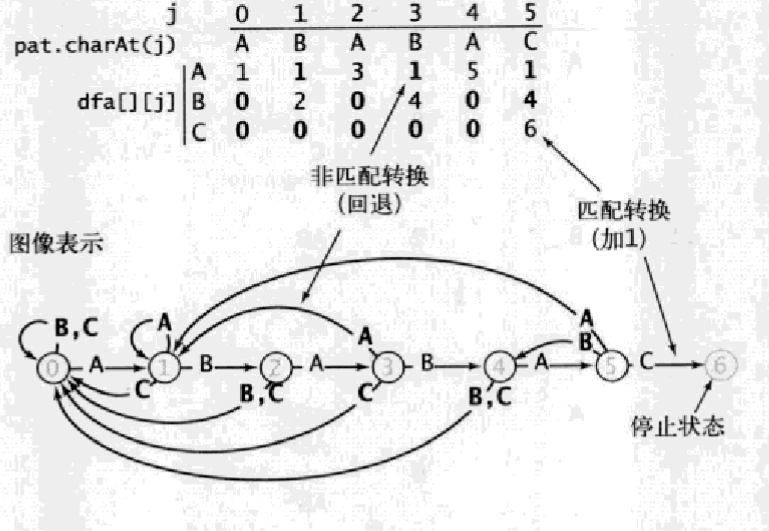 j 0 1 2 3 4 5
pat.charAt(j) A B A B A C
A 1 1 3 1 5 1
dfa[][j] B 0 2 0 4 0 4
C 0 0 0 0 0 6
非匹配转换
(回退)
匹配转换
(加1)
图像表示
B,C A A A
B
0 A 1 B 2 A 3 B 4 A 5 C 6
C B,C C B,C
停止状态